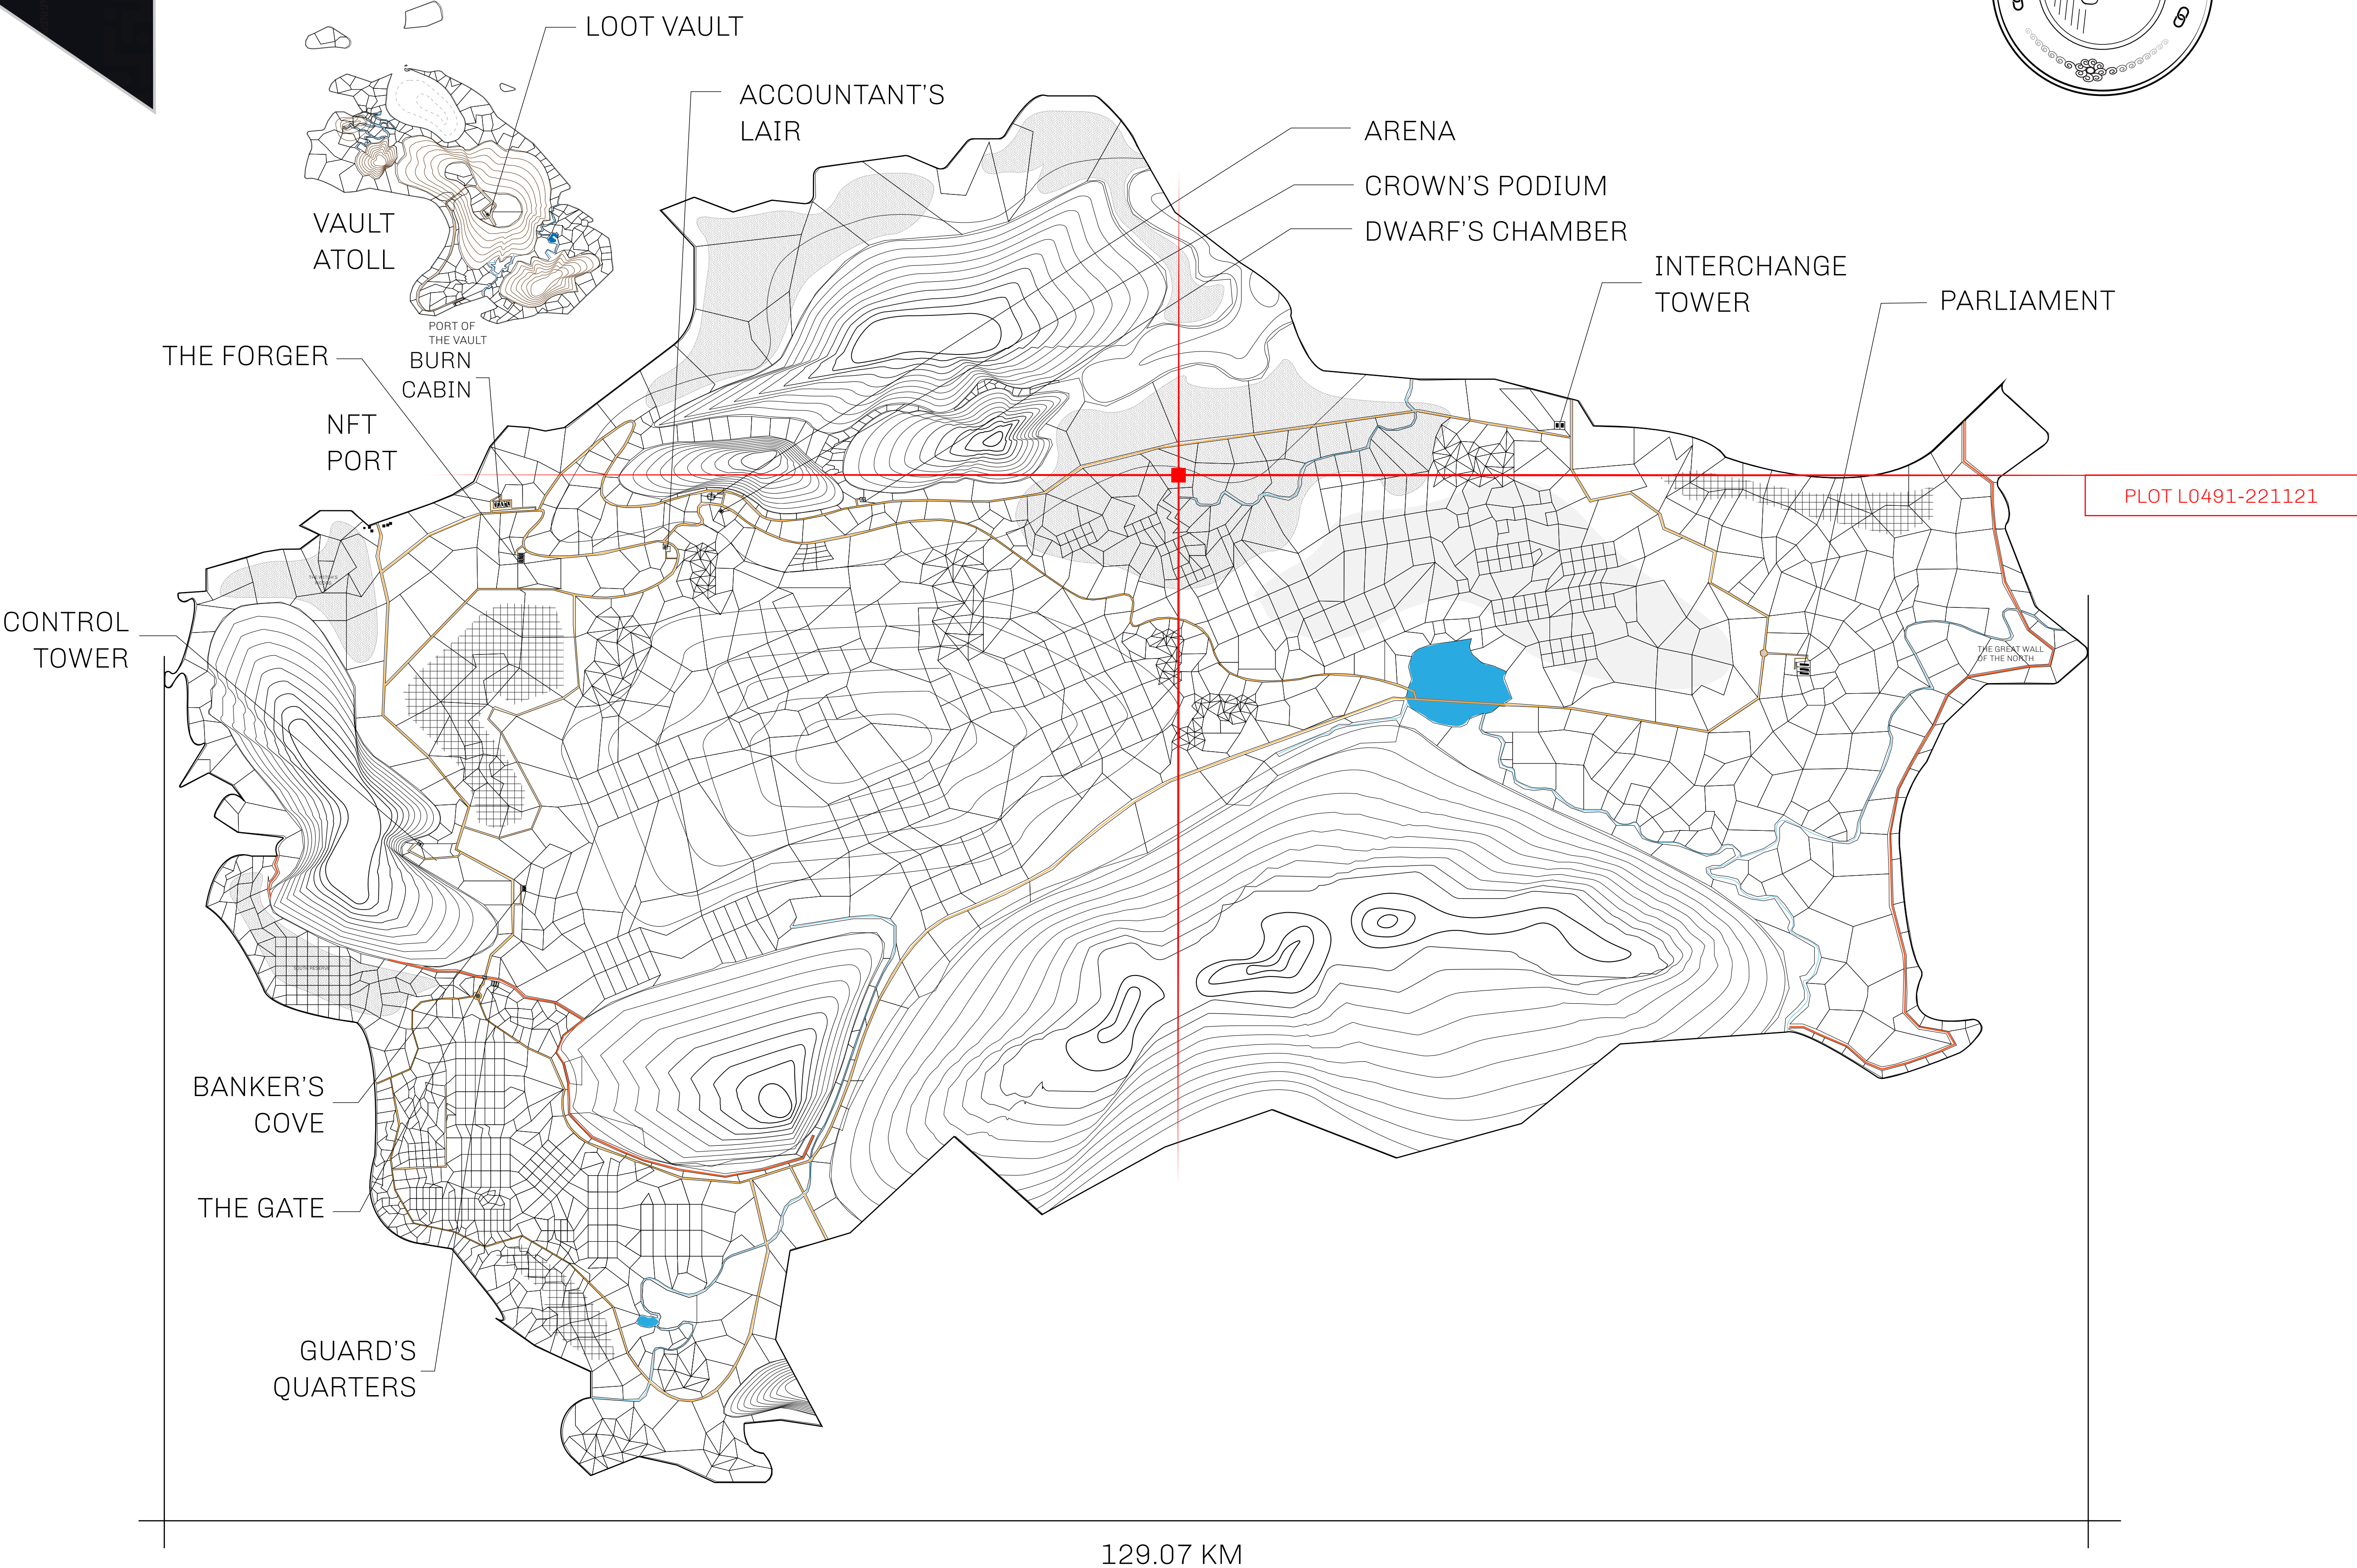 LOOT VAULT
ACCOUNTANT'S
LAIR
ARENA
CROWN'S PODIUM
DWARF'S CHAMBER
INTERCHANGE
TOWER
PARLIAMENT
VAULT
ATOLL
PORT OF
THE VAULT
THE FORGER
BURN
CABIN
NFT
PORT
PLOT L0491-221121
CONTROL
TOWER
THE GREAT WALL
OF THE NORTH
SOUTH RESERVE
BANKER'S
COVE
THE GATE
GUARD'S
QUARTERS
129.07 KM